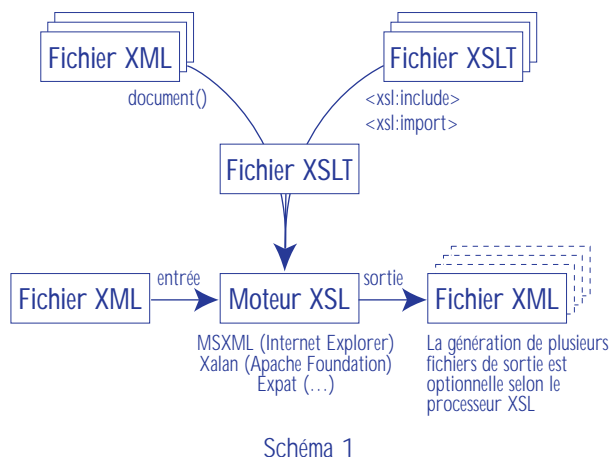 Fichier XML
Fichier XSLT
document()
<xsl:include>
<xsl:import>
Fichier XSLT
entrée
sortie
Fichier XML
Moteur XSL
Fichier XML
MSXML (Internet Explorer)
Xalan (Apache Foundation)
Expat (…)
La génération de plusieurs
fichiers de sortie est
optionnelle selon le
processeur XSL
Schéma 1